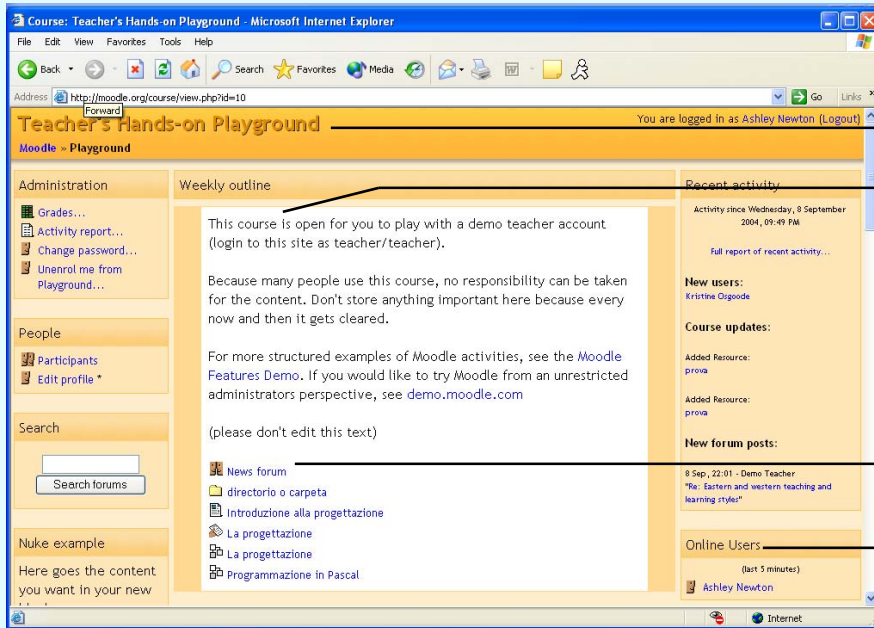 Course: Teacher's Hands-on Playground - Microsoft Internet Explorer
File Edit View Favorites Tools Help
Back Search Favorites Media
Address http://moodle.org/course/view.php?id=10 Go Links »
Forward
Teacher's Hands-on Playground
You are logged in as Ashley Newton (Logout)
Moodle » Playground
Administration
Grades...
Activity report...
Change password...
Unenrol me from
Playground...
People
Participants
Edit profile *
Search
Search forums
Nuke example
Here goes the content
you want in your new
Weekly outline
This course is open for you to play with a demo teacher account
(login to this site as teacher/teacher).
Because many people use this course, no responsibility can be taken
for the content. Don't store anything important here because every
now and then it gets cleared.
For more structured examples of Moodle activities, see the Moodle
Features Demo. If you would like to try Moodle from an unrestricted
administrators perspective, see demo.moodle.com
(please don't edit this text)
News forum
directorio o carpeta
Introduzione alla progettazione
La progettazione
La progettazione
Programmazione in Pascal
Recent activity
Activity since Wednesday, 8 September
2004, 09:49 PM
Full report of recent activity...
New users:
Kristine Osgoode
Course updates:
Added Resource:
prova
Added Resource:
prova
New forum posts:
8 Sep, 22:01 - Demo Teacher
"Re: Eastern and western teaching and
learning styles"
Online Users
(last 5 minutes)
Ashley Newton
Internet